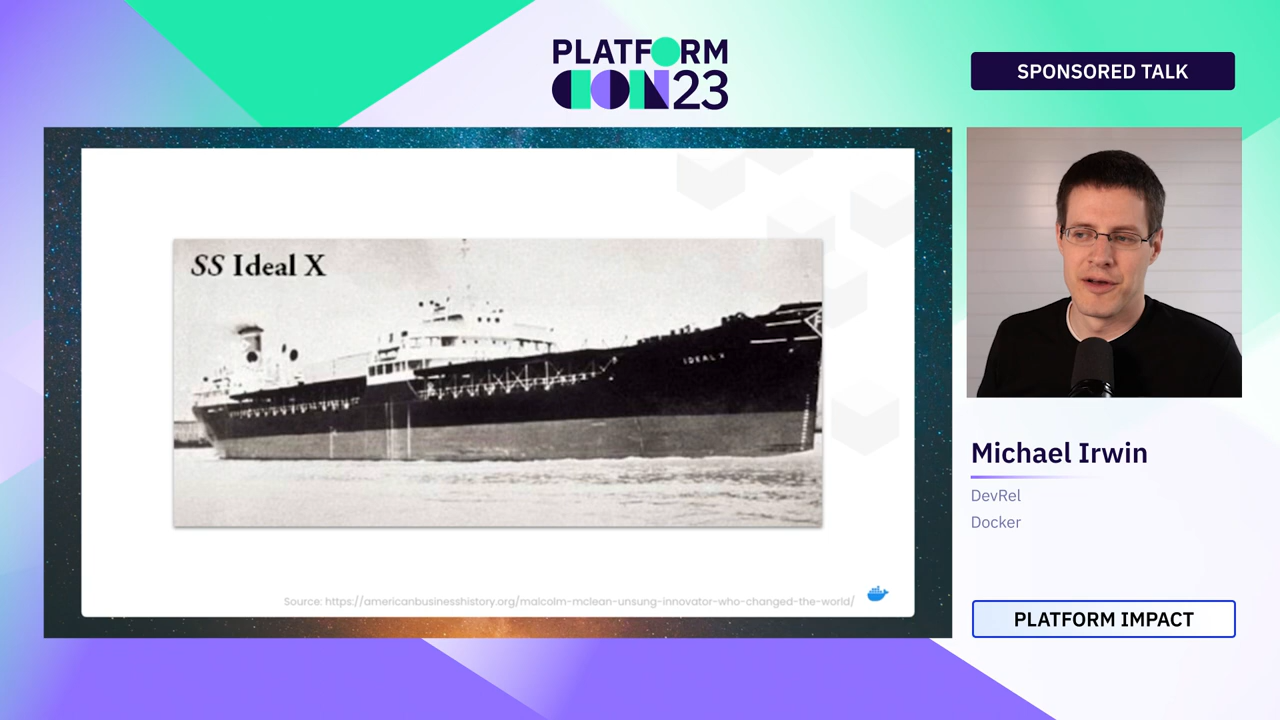 PLATFORM
CON23
SPONSORED TALK
SS Ideal X
IDEAL X
Source: https://americanbusinesshistory.org/malcolm-mclean-unsung-innovator-who-changed-the-world/
Michael Irwin
DevRel
Docker
PLATFORM IMPACT